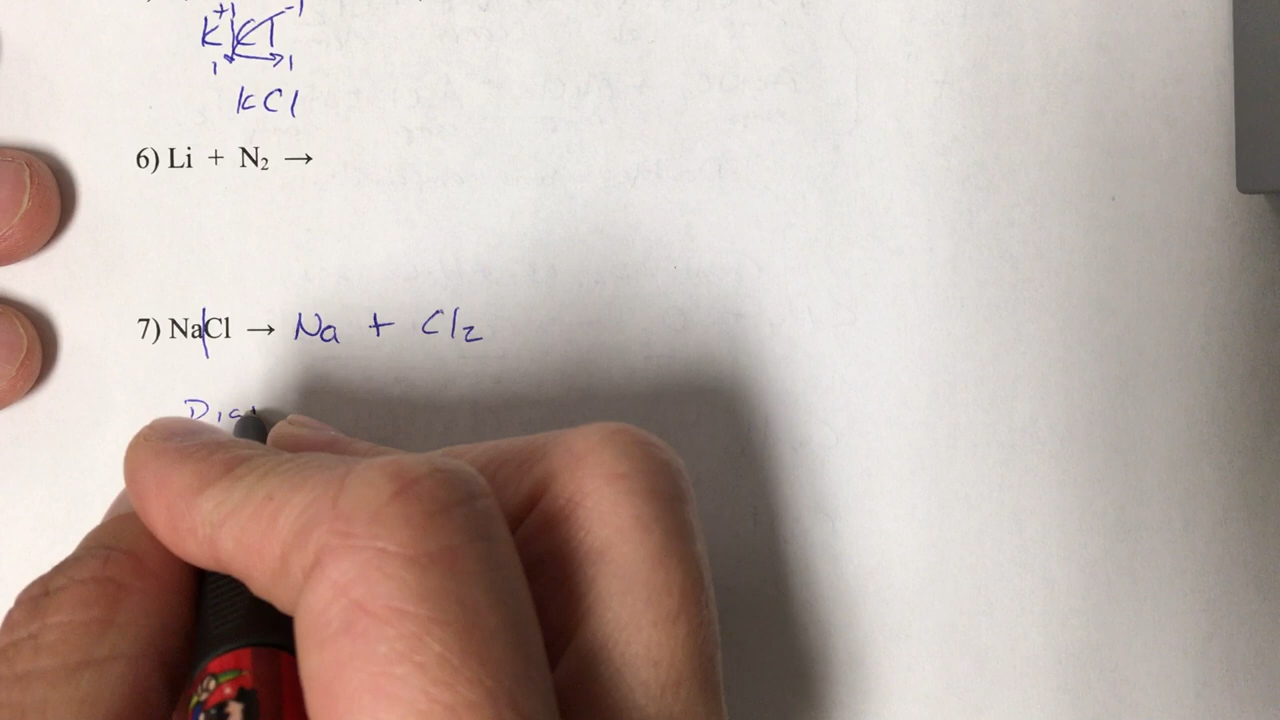 K+1 Cl-1
1 1
KCl
6) Li + N₂ →
7) NaCl → Na + Cl₂